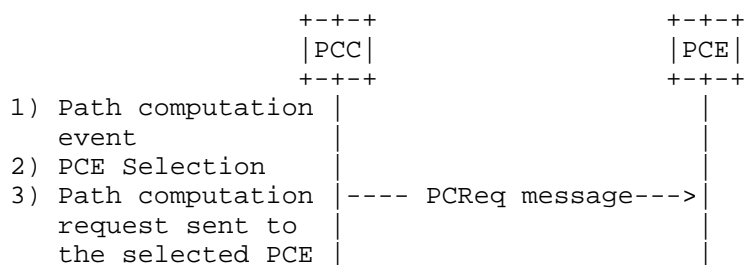 +-+-+ +-+-+
|PCC| |PCE|
+-+-+ +-+-+
1) Path computation | |
event | |
2) PCE Selection | |
3) Path computation |---- PCReq message--->|
request sent to | |
the selected PCE | |